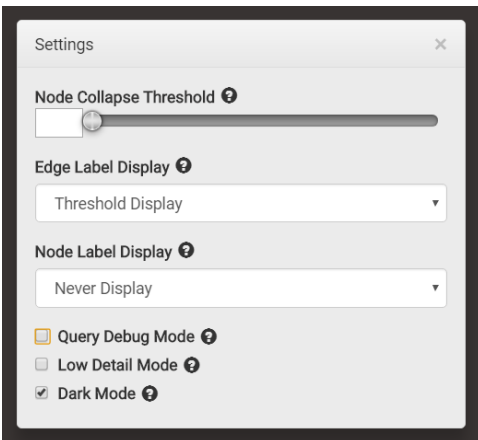 Settings ×
Node Collapse Threshold ?
Edge Label Display ?
Threshold Display
Node Label Display ?
Never Display
Query Debug Mode ?
Low Detail Mode ?
Dark Mode ?